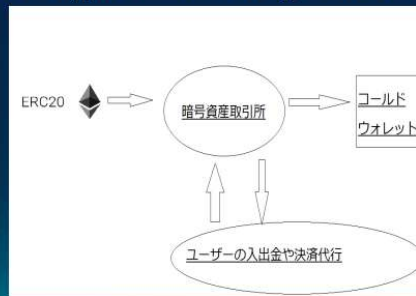 ERC20
暗号資産取引所
コールド
ウォレット
ユーザーの入出金や決済代行